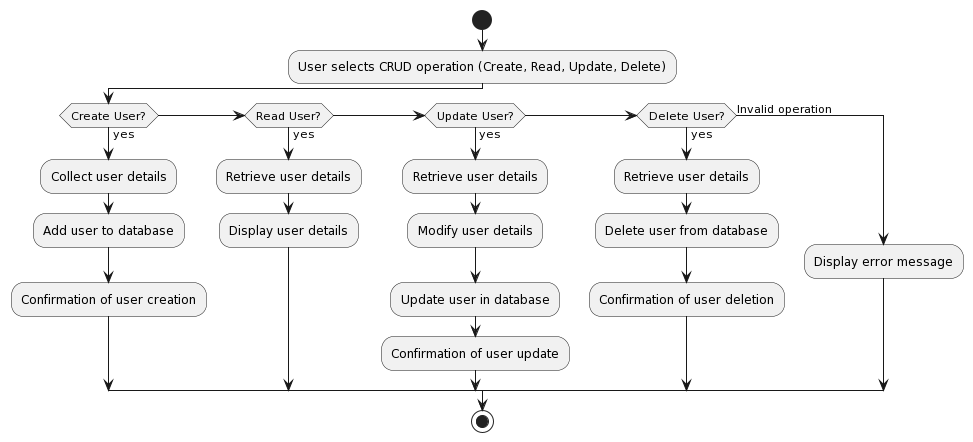 User selects CRUD operation (Create, Read, Update, Delete)
Create User?
Read User?
Update User?
Delete User?
Invalid operation
yes
yes
yes
yes
Collect user details
Retrieve user details
Retrieve user details
Retrieve user details
Add user to database
Display user details
Modify user details
Delete user from database
Display error message
Confirmation of user creation
Update user in database
Confirmation of user deletion
Confirmation of user update